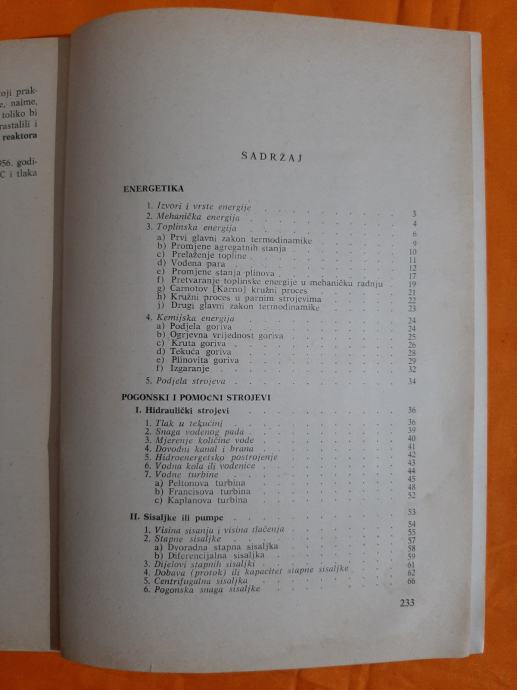 oji prak-
e, naime,
toliko bi
rastalili i
reaktora
956. godi-
C i tlaka
SADRŽAJ
ENERGETIKA
1. Izvori i vrste energije 3
2. Mehanička energija 4
3. Toplinska energija 6
a) Prvi glavni zakon termodinamike 9
b) Promjene agregatnih stanja 10
c) Prelaženje topline 11
d) Vodena para 12
e) Promjene stanja plinova 17
f) Pretvaranje toplinske energije u mehaničku radnju 19
g) Carnotov [Karno] kružni proces 21
h) Kružni proces u parnim strojevima 22
j) Drugi glavni zakon termodinamike 23
4. Kemijska energija 24
a) Podjela goriva 24
b) Ogrjevna vrijednost goriva 25
c) Kruta goriva 26
d) Tekuća goriva 28
e) Plinovita goriva 29
f) Izgaranje 32
5. Podjela strojeva 34
POGONSKI I POMOCNI STROJEVI
I. Hidraulički strojevi 36
1. Tlak u tekućini 36
2. Snaga vodenog pada 39
3. Mjerenje količine vode 40
4. Dovodni kanal i brana 41
5. Hidroenergetsko postrojenje 42
6. Vodna kola ili vodenice 43
7. Vodne turbine 44
a) Peltonova turbina 45
b) Francisova turbina 48
c) Kaplanova turbina 52
II. Sisaljke ili pumpe 53
1. Visina sisanja i visina tlačenja 54
2. Stapne sisaljke 55
a) Dvoradna stapna sisaljka 57
b) Diferencijalna sisaljka 58
3. Dijelovi stapnih sisaljki 59
4. Dobava (protok) ili kapacitet stapne sisaljke 61
5. Centrifugalna sisaljka 62
6. Pogonska snaga sisaljke 66
233